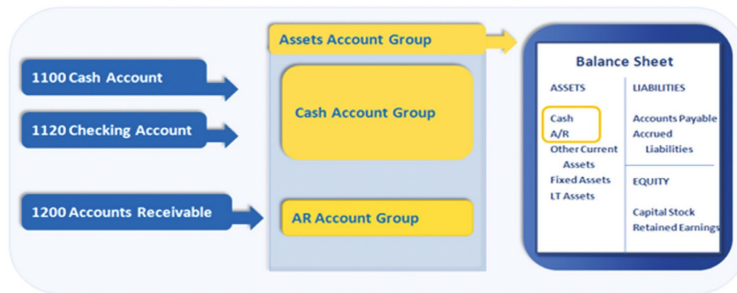 1100 Cash Account
1120 Checking Account
1200 Accounts Receivable
Assets Account Group
Cash Account Group
AR Account Group
Balance Sheet
ASSETS
Cash
A/R
Other Current
Assets
Fixed Assets
LT Assets
LIABILITIES
Accounts Payable
Accrued
Liabilities
EQUITY
Capital Stock
Retained Earnings